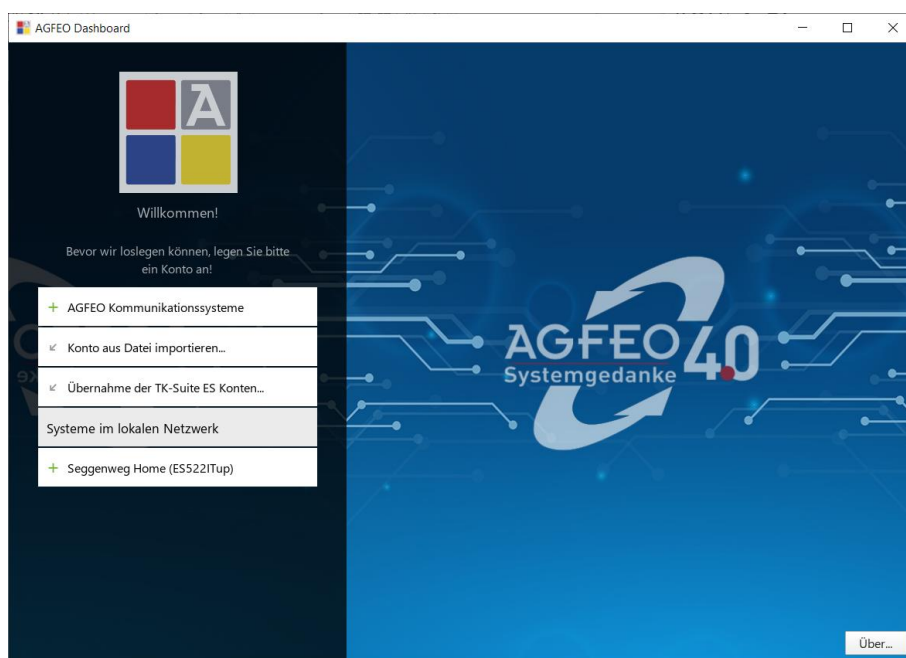 AGFEO Dashboard
A
Willkommen!
Bevor wir loslegen können, legen Sie bitte
ein Konto an!
+ AGFEO Kommunikationssysteme
Konto aus Datei importieren...
Übernahme der TK-Suite ES Konten...
Systeme im lokalen Netzwerk
+ Seggenweg Home (ES522ITup)
AGFEO 4.0
Systemgedanke
Über...